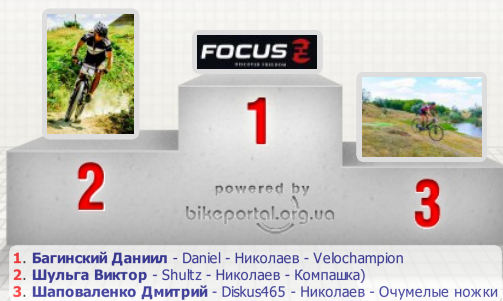 FOCUS
DISCOVER FREEDOM
1
2
3
powered by
bikeportal.org.ua
1. Багинский Даниил - Daniel - Николаев - Velochampion
2. Шульга Виктор - Shultz - Николаев - Компашка)
3. Шаповаленко Дмитрий - Diskus465 - Николаев - Очумелые ножки